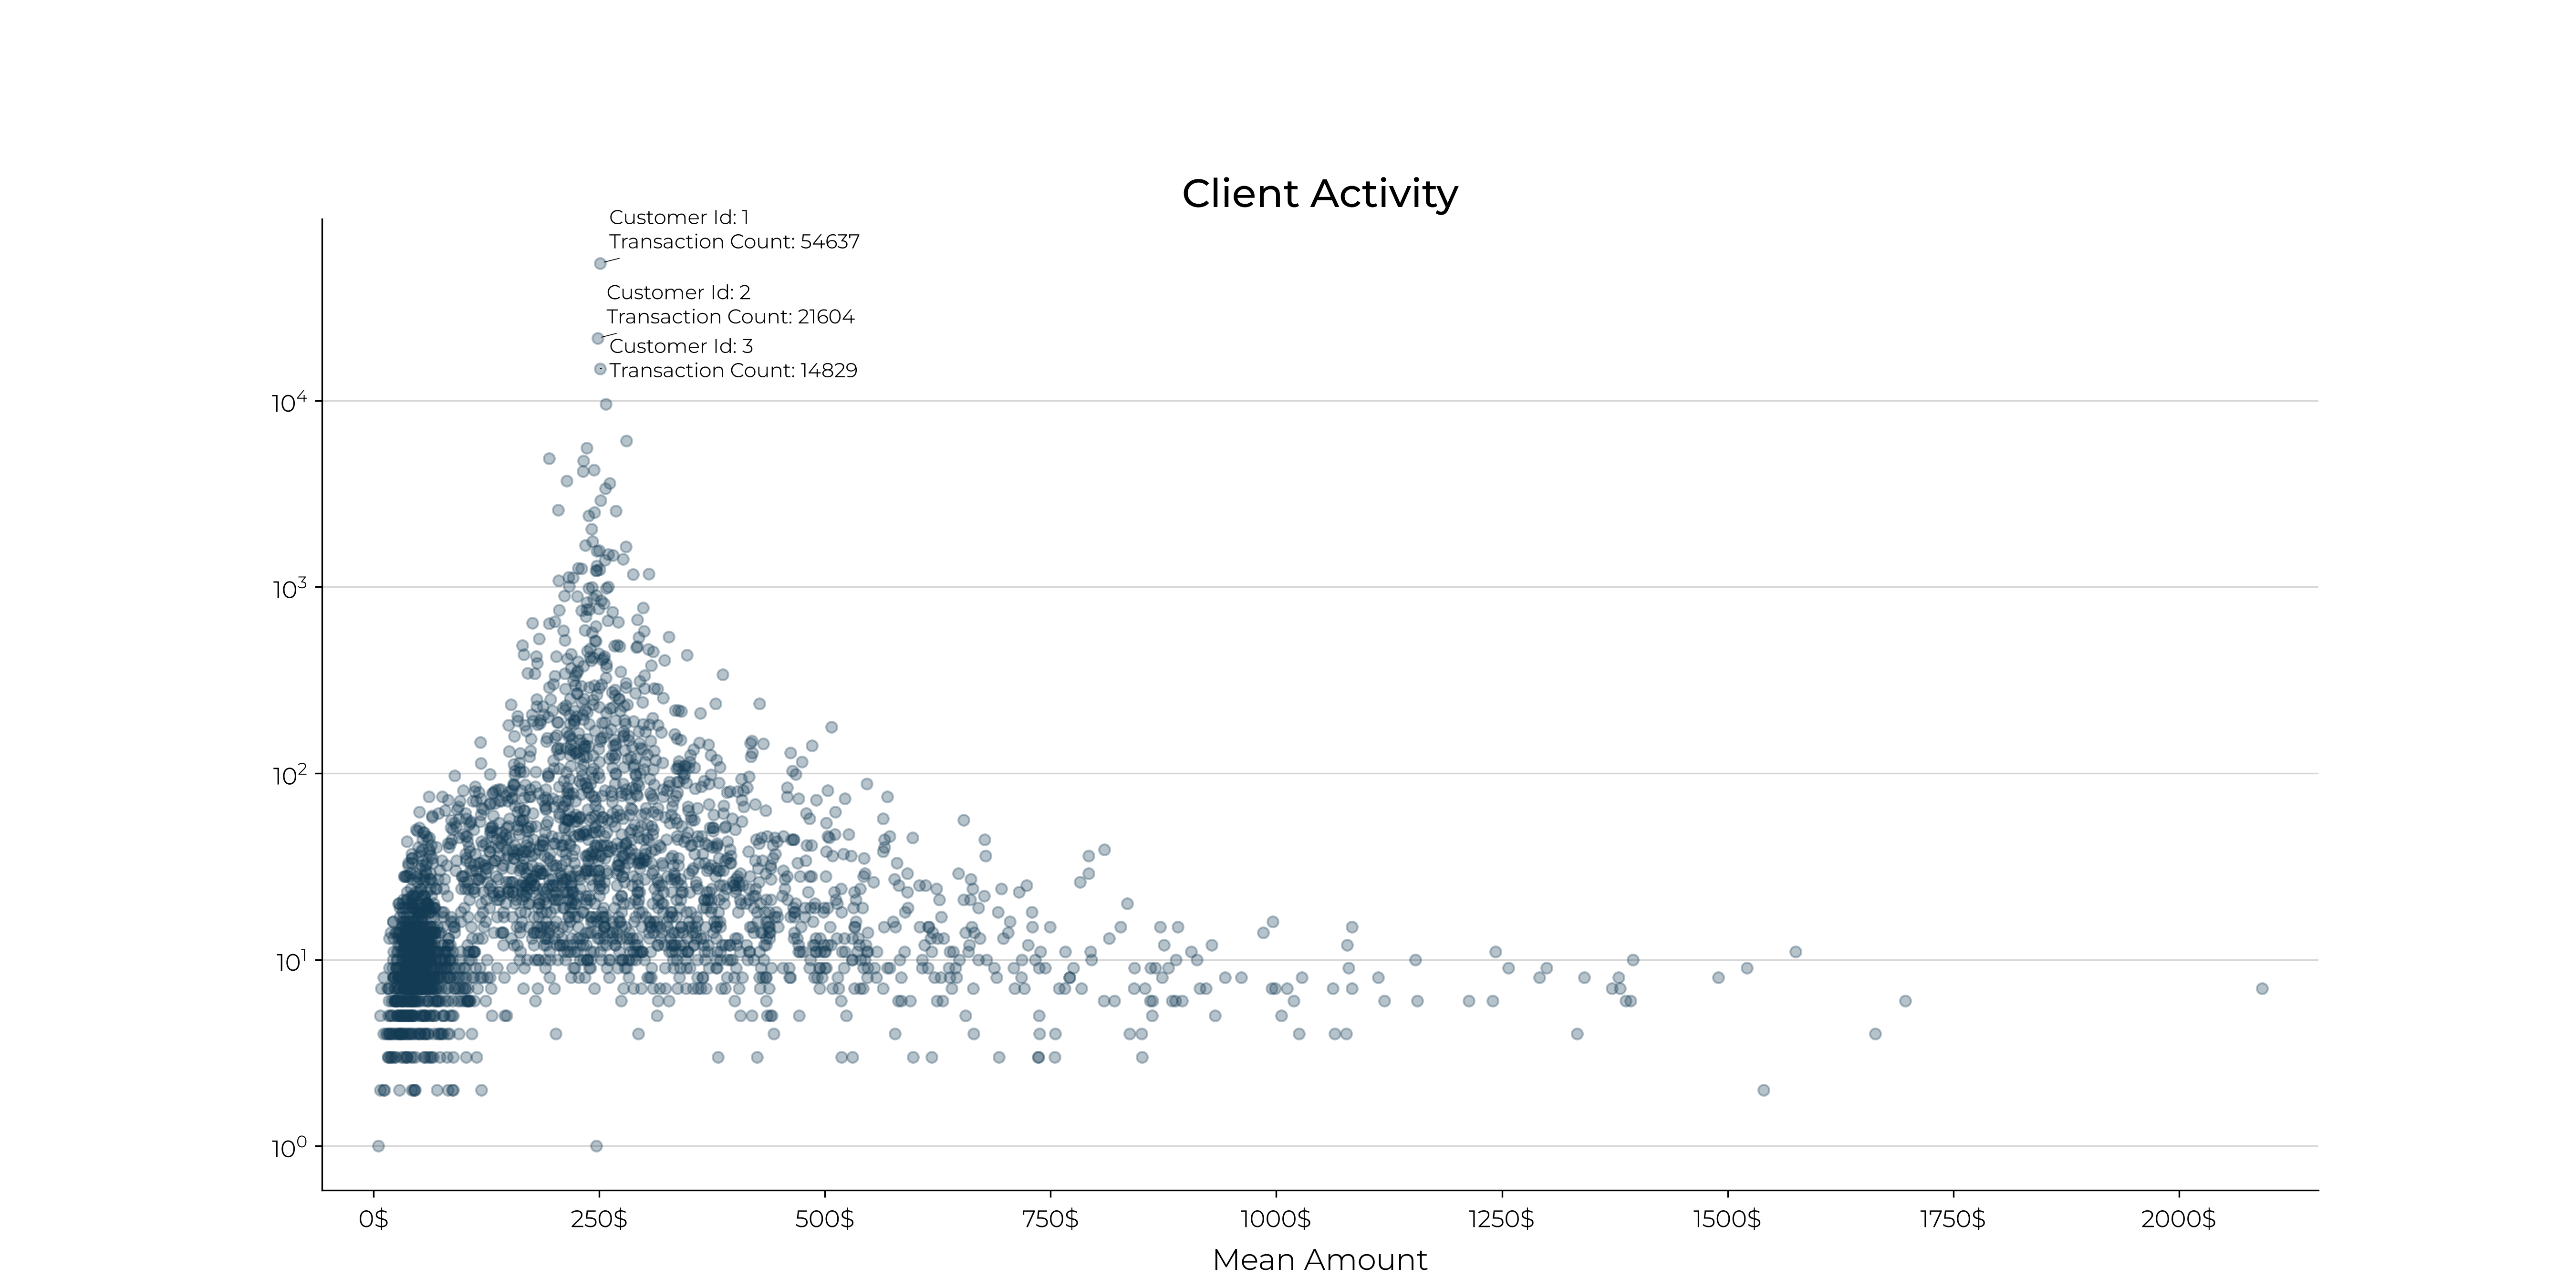 Client Activity
Customer Id: 1
Transaction Count: 54637
Customer Id: 2
Transaction Count: 21604
Customer Id: 3
Transaction Count: 14829
10⁴
10³
10²
10¹
10⁰
0$ 250$ 500$ 750$ 1000$ 1250$ 1500$ 1750$ 2000$
Mean Amount